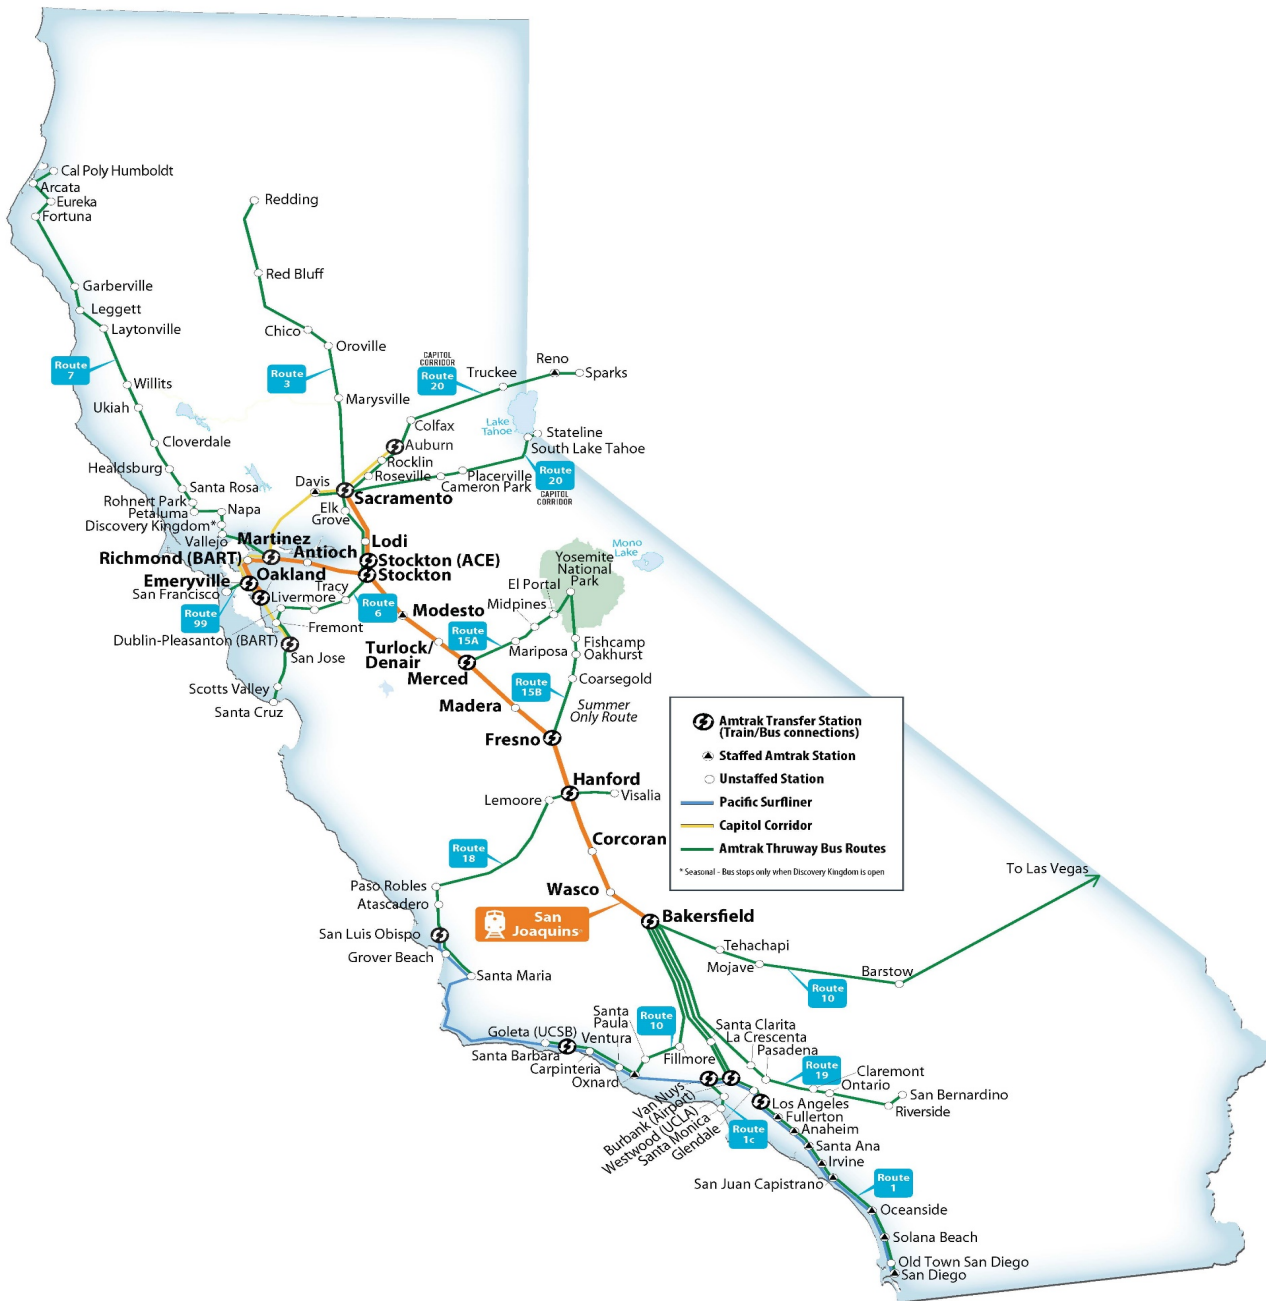 Cal Poly Humboldt
Arcata
Eureka
Fortuna
Redding
Garberville
Red Bluff
Leggett
Laytonville
Chico
Oroville
Route
7
Route
3
CAPITOL
CORRIDOR
Route
20
Truckee
Reno
Sparks
Willits
Marysville
Ukiah
Colfax
Lake
Tahoe
Stateline
South Lake Tahoe
Cloverdale
Auburn
Healdsburg
Rocklin
Roseville
Placerville
Cameron Park
Route
20
CAPITOL
CORRIDOR
Davis
Santa Rosa
Sacramento
Rohnert Park
Petaluma
Napa
Elk
Grove
Discovery Kingdom*
Vallejo
Martinez
Antioch
Lodi
Richmond (BART)
Stockton (ACE)
Stockton
Mono
Lake
Yosemite
National
Park
Emeryville
Oakland
San Francisco
Livermore
Tracy
El Portal
Route
99
Route
6
Midpines
Modesto
Fremont
Dublin-Pleasanton (BART)
San Jose
Turlock/
Denair
Route
15A
Mariposa
Fishcamp
Oakhurst
Merced
Scotts Valley
Santa Cruz
Coarsegold
Route
15B
Madera
Summer
Only Route
Fresno
Amtrak Transfer Station
(Train/Bus connections)
Staffed Amtrak Station
Unstaffed Station
Pacific Surfliner
Capitol Corridor
Amtrak Thruway Bus Routes
* Seasonal - Bus stops only when Discovery Kingdom is open
Hanford
Lemoore
Visalia
Corcoran
Route
18
To Las Vegas
Paso Robles
Wasco
Atascadero
San
Joaquins
Bakersfield
San Luis Obispo
Grover Beach
Tehachapi
Mojave
Barstow
Santa Maria
Route
10
Santa
Paula
Route
10
Goleta (UCSB)
Ventura
Santa Clarita
La Crescenta
Pasadena
Santa Barbara
Carpinteria
Oxnard
Fillmore
Route
19
Claremont
Ontario
Van Nuys
Burbank (Airport)
Westwood (UCLA)
Santa Monica
Glendale
San Bernardino
Riverside
Los Angeles
Fullerton
Anaheim
Route
1c
Santa Ana
Irvine
San Juan Capistrano
Route
1
Oceanside
Solana Beach
Old Town San Diego
San Diego